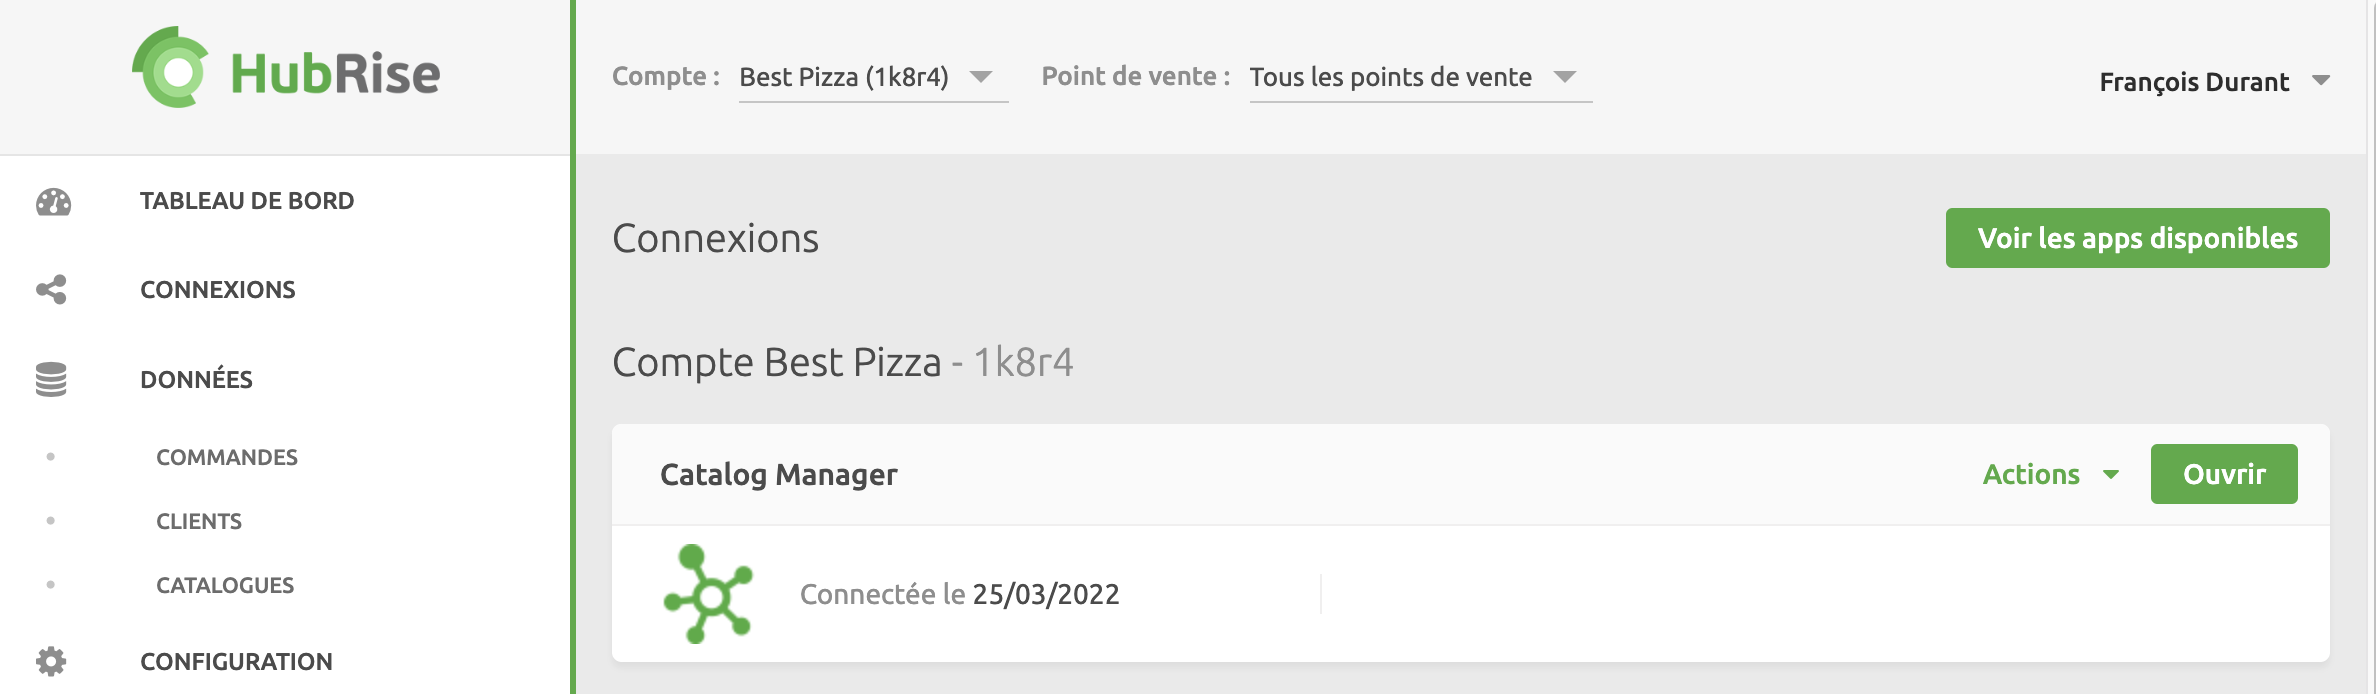 HubRise
Compte : Best Pizza (1k8r4) Point de vente : Tous les points de vente
François Durant
TABLEAU DE BORD
CONNEXIONS
DONNÉES
COMMANDES
CLIENTS
CATALOGUES
CONFIGURATION
Connexions
Voir les apps disponibles
Compte Best Pizza - 1k8r4
Catalog Manager
Actions
Ouvrir
Connectée le 25/03/2022